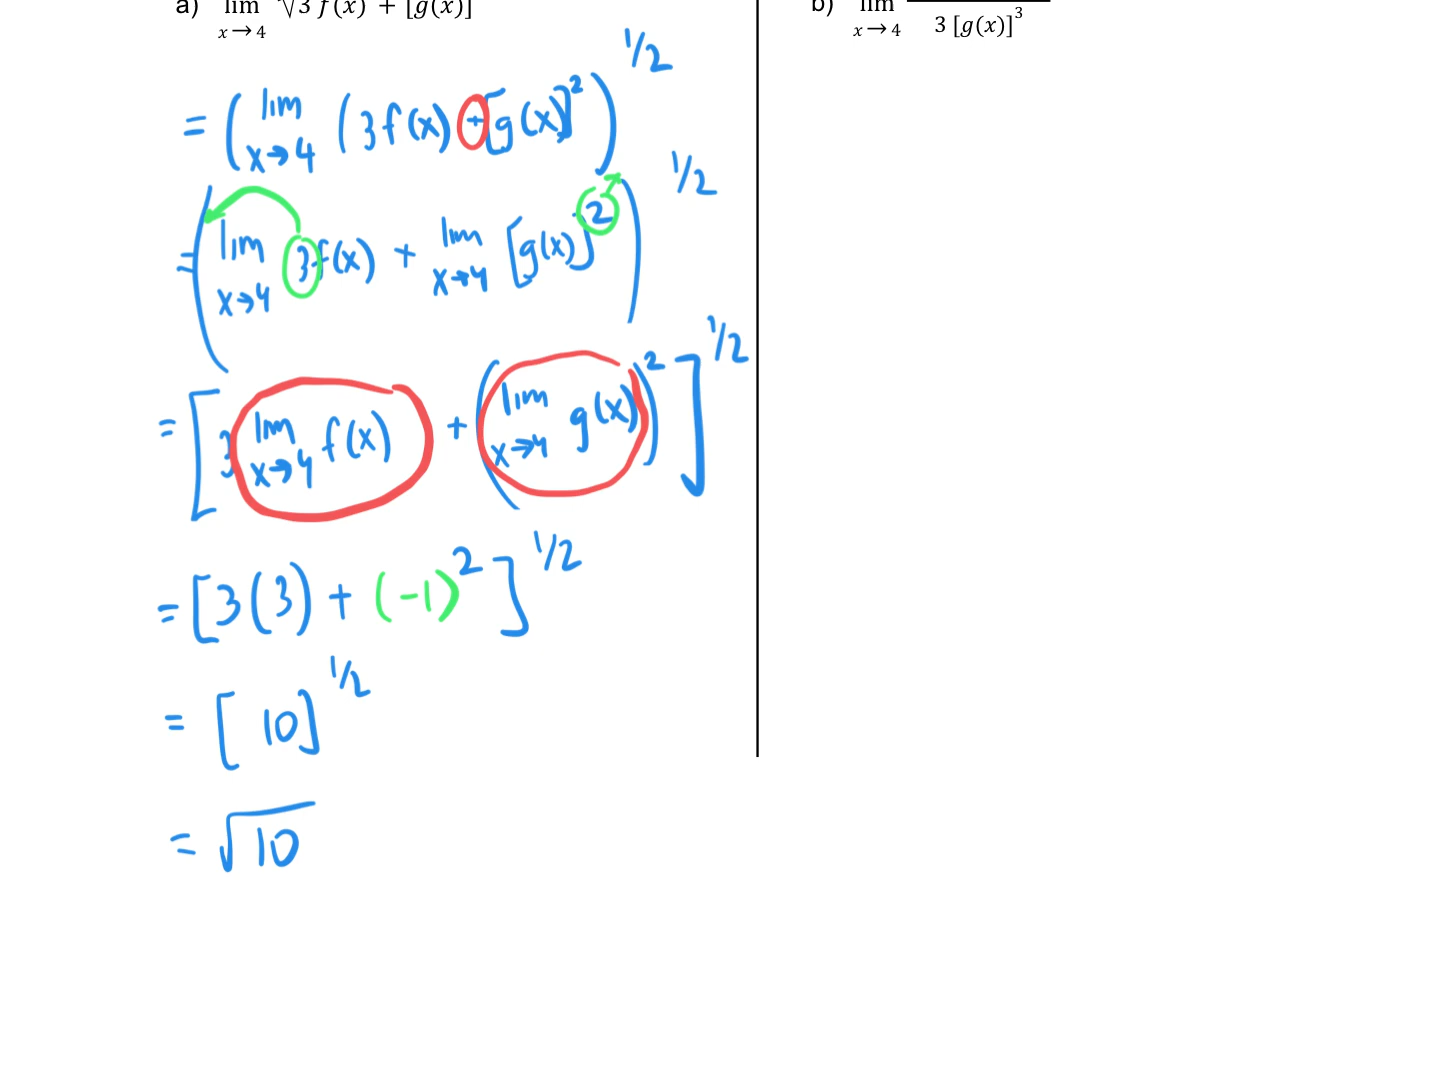 a) lim x→4 √3 f(x) + [g(x)]
= ( lim x→4 (3f(x) + [g(x)]² ) ^1/2
= ( lim x→4 3f(x) + lim x→4 [g(x)]² ) ^1/2
= [ 3 lim x→4 f(x) + ( lim x→4 g(x) )² ] ^1/2
= [3(3) + (-1)² ] ^1/2
= [ 10] ^1/2
= √10
b) lim x→4
3 [g(x)]³